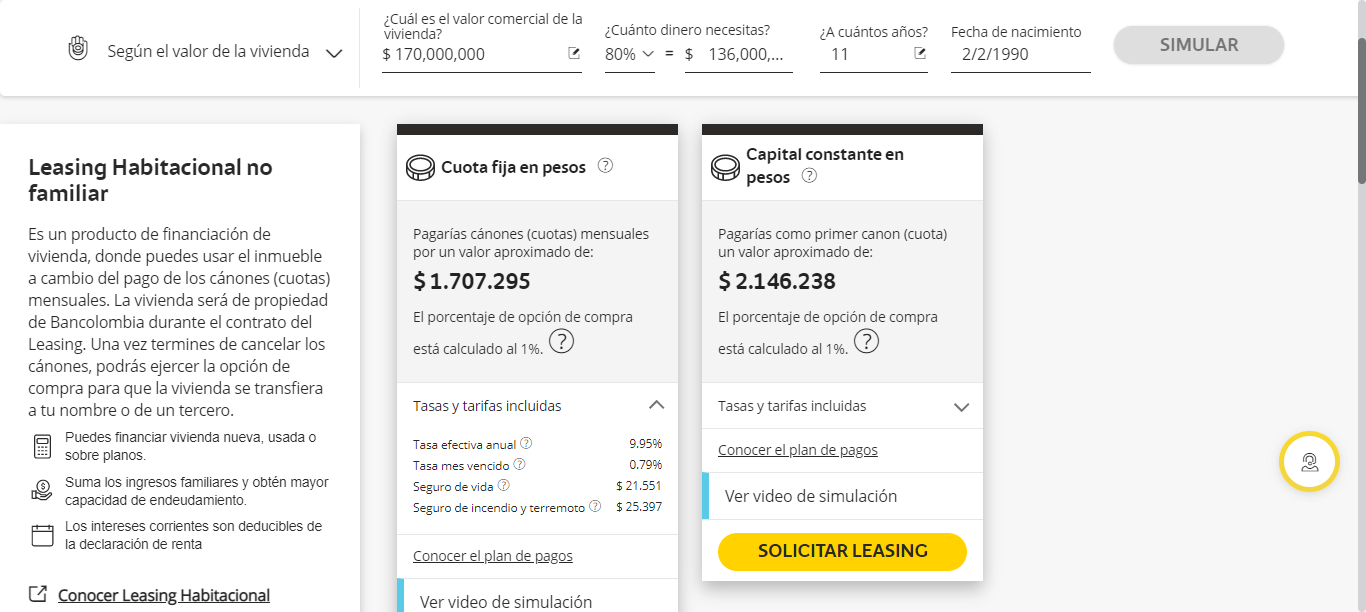 Según el valor de la vivienda
¿Cuál es el valor comercial de la
vivienda?
$ 170,000,000
¿Cuánto dinero necesitas?
80% = $ 136,000,...
¿A cuántos años?
11
Fecha de nacimiento
2/2/1990
SIMULAR
Leasing Habitacional no
familiar
Es un producto de financiación de
vivienda, donde puedes usar el inmueble
a cambio del pago de los cánones (cuotas)
mensuales. La vivienda será de propiedad
de Bancolombia durante el contrato del
Leasing. Una vez termines de cancelar los
cánones, podrás ejercer la opción de
compra para que la vivienda se transfiera
a tu nombre o de un tercero.
Puedes financiar vivienda nueva, usada o
sobre planos.
Suma los ingresos familiares y obtén mayor
capacidad de endeudamiento.
Los intereses corrientes son deducibles de
la declaración de renta
Conocer Leasing Habitacional
Cuota fija en pesos ?
Pagarías cánones (cuotas) mensuales
por un valor aproximado de:
$ 1.707.295
El porcentaje de opción de compra
está calculado al 1%. ?
Tasas y tarifas incluidas
Tasa efectiva anual ? 9.95%
Tasa mes vencido ? 0.79%
Seguro de vida ? $ 21.551
Seguro de incendio y terremoto ? $ 25.397
Conocer el plan de pagos
Ver video de simulación
Capital constante en
pesos ?
Pagarías como primer canon (cuota)
un valor aproximado de:
$ 2.146.238
El porcentaje de opción de compra
está calculado al 1%. ?
Tasas y tarifas incluidas
Conocer el plan de pagos
Ver video de simulación
SOLICITAR LEASING